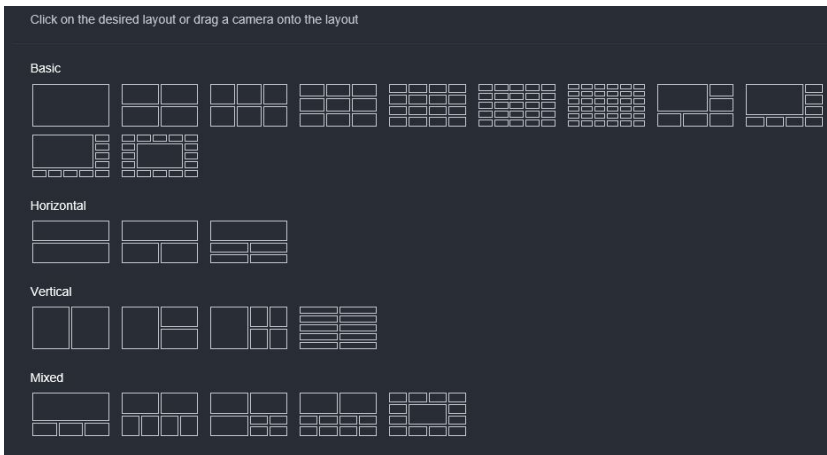 Click on the desired layout or drag a camera onto the layout
Basic
Horizontal
Vertical
Mixed